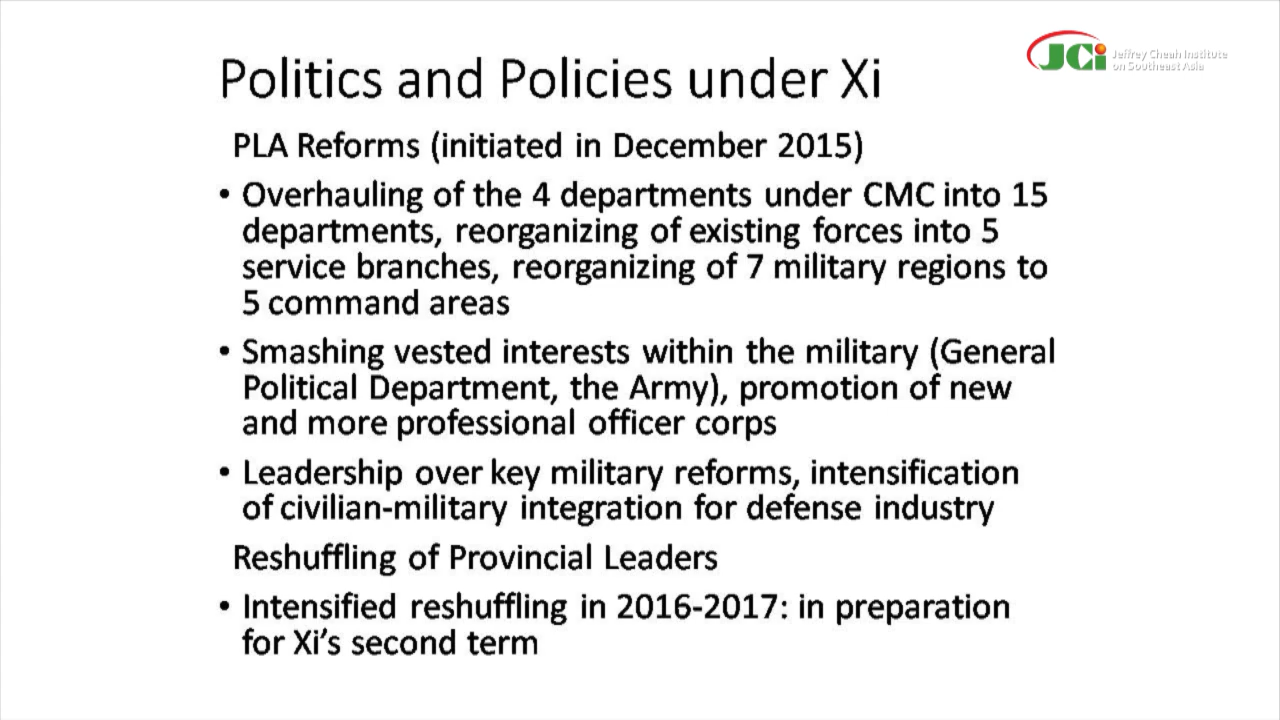 JCi Jeffrey Cheah Institute
on Southeast Asia
Politics and Policies under Xi
PLA Reforms (initiated in December 2015)
• Overhauling of the 4 departments under CMC into 15
departments, reorganizing of existing forces into 5
service branches, reorganizing of 7 military regions to
5 command areas
• Smashing vested interests within the military (General
Political Department, the Army), promotion of new
and more professional officer corps
• Leadership over key military reforms, intensification
of civilian-military integration for defense industry
Reshuffling of Provincial Leaders
• Intensified reshuffling in 2016-2017: in preparation
for Xi’s second term